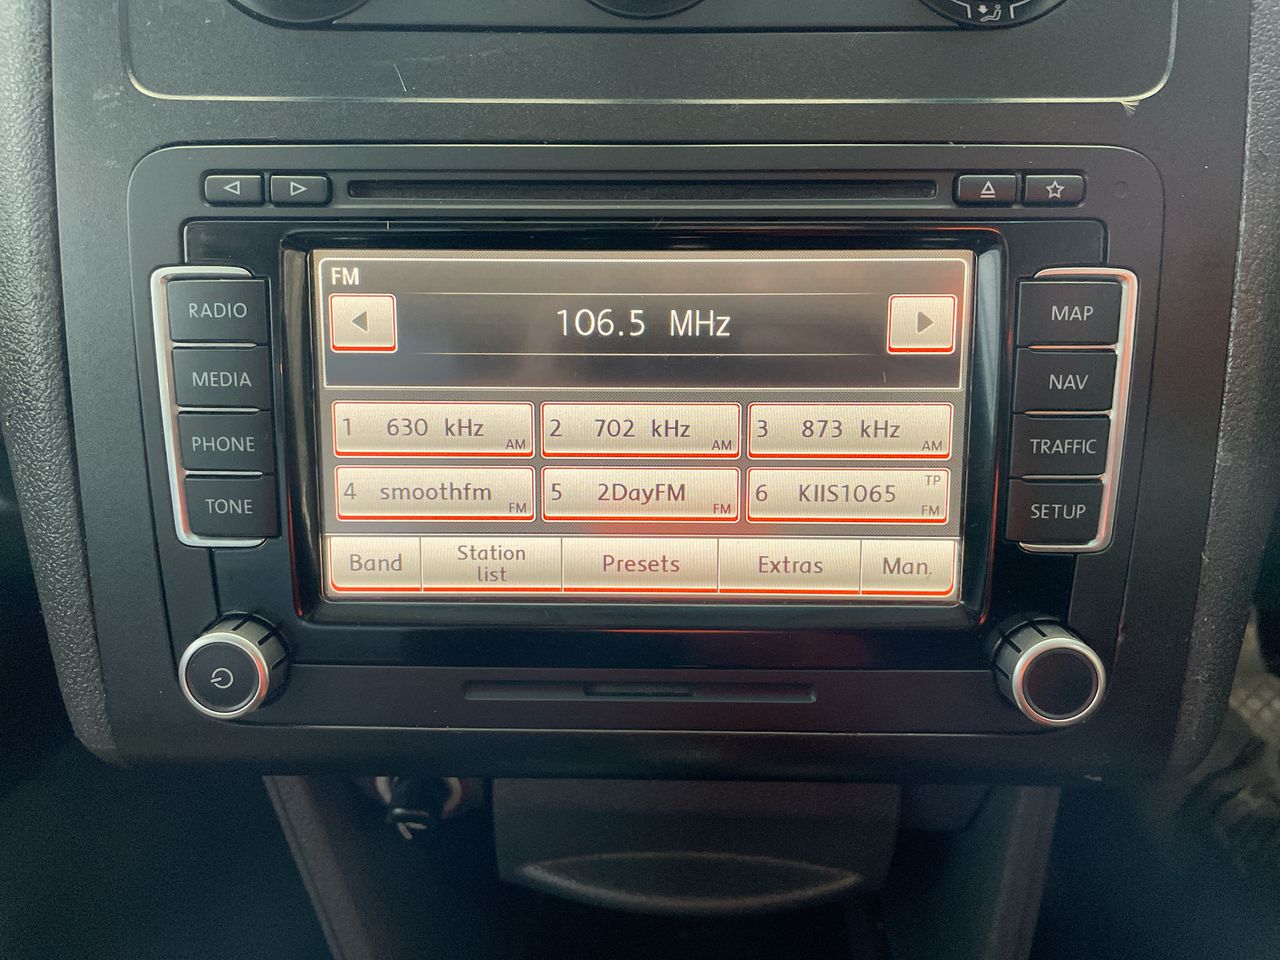 FM
106.5 MHz
RADIO
MEDIA
PHONE
TONE
1 630 kHz AM
2 702 kHz AM
3 873 kHz AM
4 smoothfm FM
5 2DayFM FM
6 KIIS1065 TP FM
Band
Station
list
Presets
Extras
Man.
MAP
NAV
TRAFFIC
SETUP